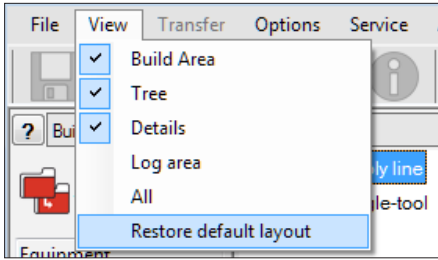 File View Transfer Options Service
Build Area
Tree
? Bui Details
Log area
ly line
All
le-tool
Restore default layout
Equipment